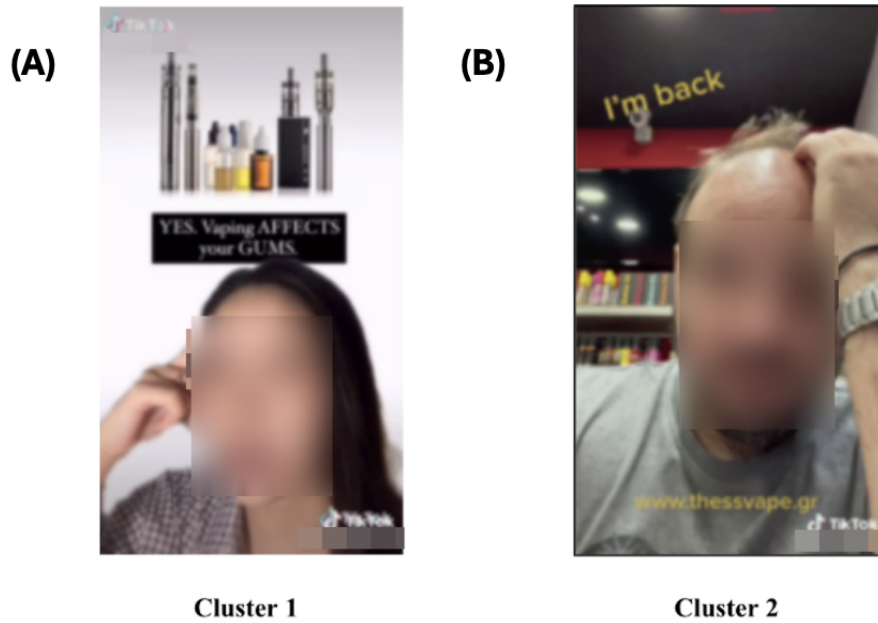 (A)
TikTok
YES. Vaping AFFECTS
your GUMS.
TikTok
Cluster 1
(B)
I'm back
www.thessvape.gr
TikTok
Cluster 2